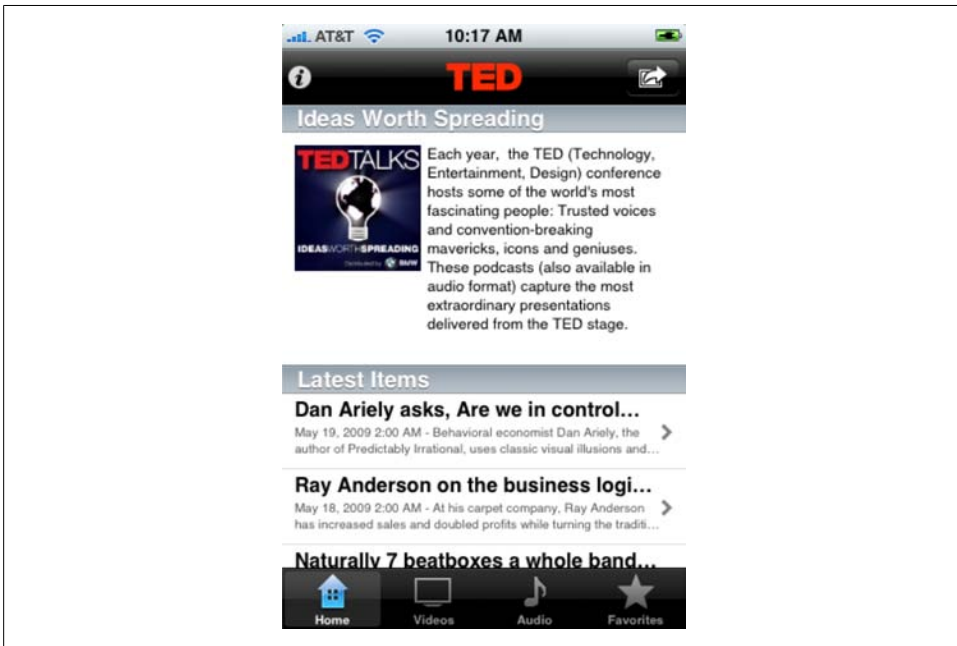 AT&T 10:17 AM
TED
Ideas Worth Spreading
TEDTALKS
IDEASWORTHSPREADING
Distributed by BMW
Each year, the TED (Technology,
Entertainment, Design) conference
hosts some of the world's most
fascinating people: Trusted voices
and convention-breaking
mavericks, icons and geniuses.
These podcasts (also available in
audio format) capture the most
extraordinary presentations
delivered from the TED stage.
Latest Items
Dan Ariely asks, Are we in control...
May 19, 2009 2:00 AM - Behavioral economist Dan Ariely, the
author of Predictably Irrational, uses classic visual illusions and...
Ray Anderson on the business logi...
May 18, 2009 2:00 AM - At his carpet company, Ray Anderson
has increased sales and doubled profits while turning the traditi...
Naturally 7 beatboxes a whole band...
Home Videos Audio Favorites